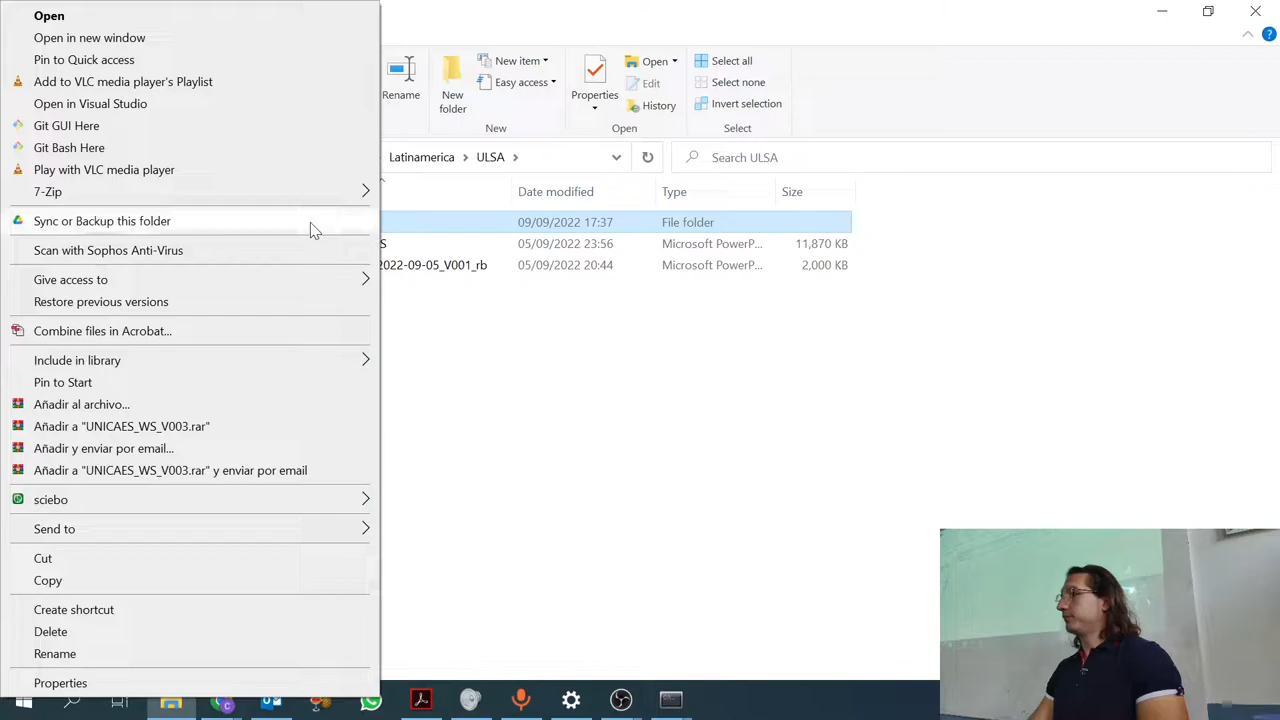 Open
Open in new window
Pin to Quick access
Add to VLC media player's Playlist
Open in Visual Studio
Git GUI Here
Git Bash Here
Play with VLC media player
7-Zip
Sync or Backup this folder
Scan with Sophos Anti-Virus
Give access to
Restore previous versions
Combine files in Acrobat...
Include in library
Pin to Start
Añadir al archivo...
Añadir a "UNICAES_WS_V003.rar"
Añadir y enviar por email...
Añadir a "UNICAES_WS_V003.rar" y enviar por email
sciebo
Send to
Cut
Copy
Create shortcut
Delete
Rename
Properties
Rename
New folder
New item
Easy access
New
Properties
Open
Edit
History
Open
Select all
Select none
Invert selection
Select
Latinamerica > ULSA >
Search ULSA
Date modified Type Size
09/09/2022 17:37 File folder
S 05/09/2022 23:56 Microsoft PowerP... 11,870 KB
2022-09-05_V001_rb 05/09/2022 20:44 Microsoft PowerP... 2,000 KB